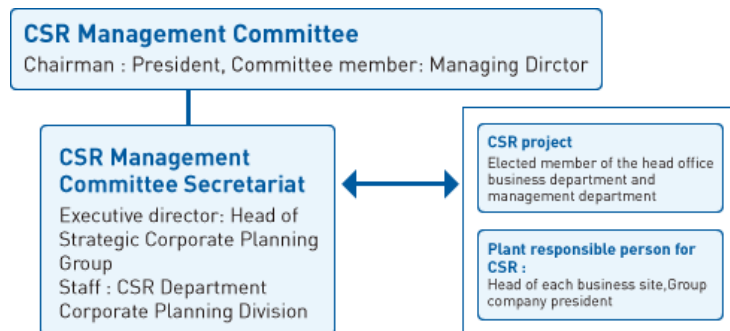 CSR Management Committee
Chairman : President, Committee member: Managing Dirctor
CSR Management
Committee Secretariat
Executive director: Head of
Strategic Corporate Planning
Group
Staff : CSR Department
Corporate Planning Division
CSR project
Elected member of the head office
business department and
management department
Plant responsible person for
CSR :
Head of each business site,Group
company president